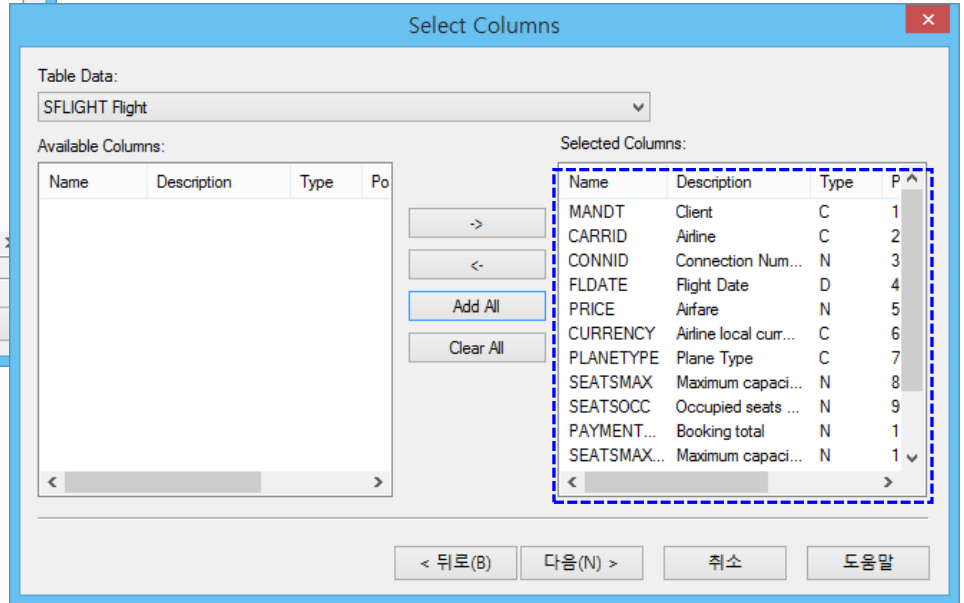 Select Columns
Table Data:
SFLIGHT Flight
Available Columns:
Name Description Type Po
->
<-
Add All
Clear All
Selected Columns:
Name Description Type P
MANDT Client C 1
CARRID Airline C 2
CONNID Connection Num... N 3
FLDATE Flight Date D 4
PRICE Airfare N 5
CURRENCY Airline local curr... C 6
PLANETYPE Plane Type C 7
SEATSMAX Maximum capaci... N 8
SEATSOCC Occupied seats ... N 9
PAYMENT... Booking total N 1
SEATSMAX... Maximum capaci... N 1
< 뒤로(B) 다음(N) > 취소 도움말